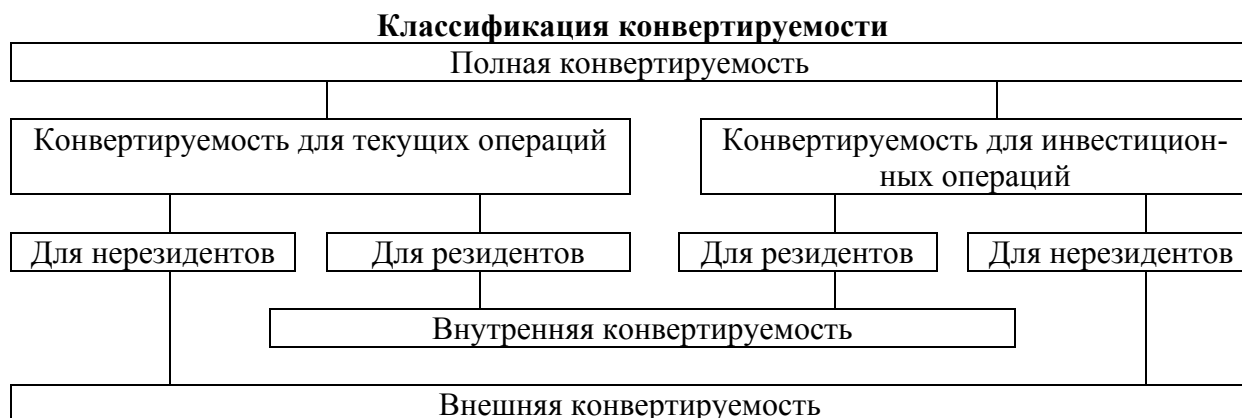 Классификация конвертируемости
Полная конвертируемость
Конвертируемость для текущих операций
Конвертируемость для инвестицион-
ных операций
Для нерезидентов
Для резидентов
Для резидентов
Для нерезидентов
Внутренняя конвертируемость
Внешняя конвертируемость